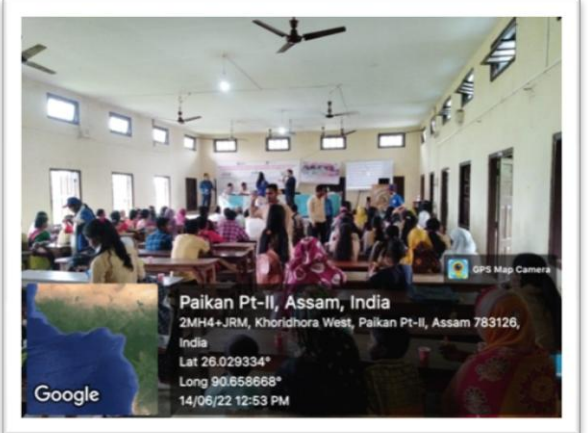 GPS Map Camera
Paikan Pt-II, Assam, India
2MH4+JRM, Khoridhora West, Paikan Pt-II, Assam 783126,
India
Lat 26.029334°
Long 90.658668°
14/06/22 12:53 PM
Google